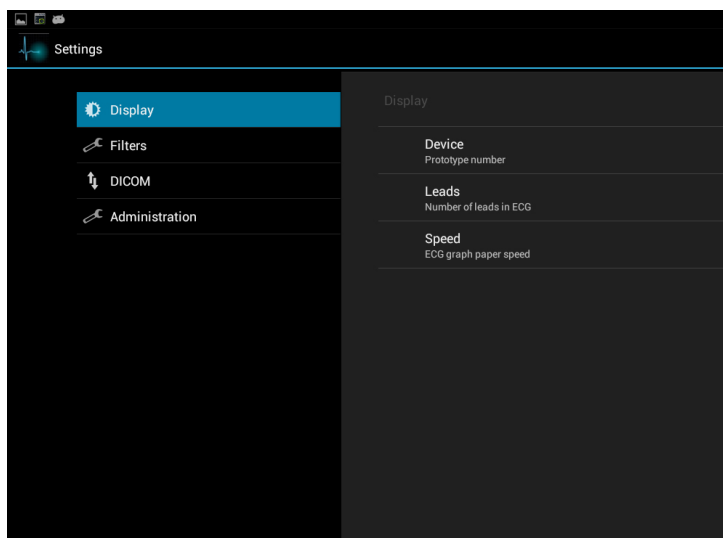 Settings
Display
Filters
DICOM
Administration
Display
Device
Prototype number
Leads
Number of leads in ECG
Speed
ECG graph paper speed